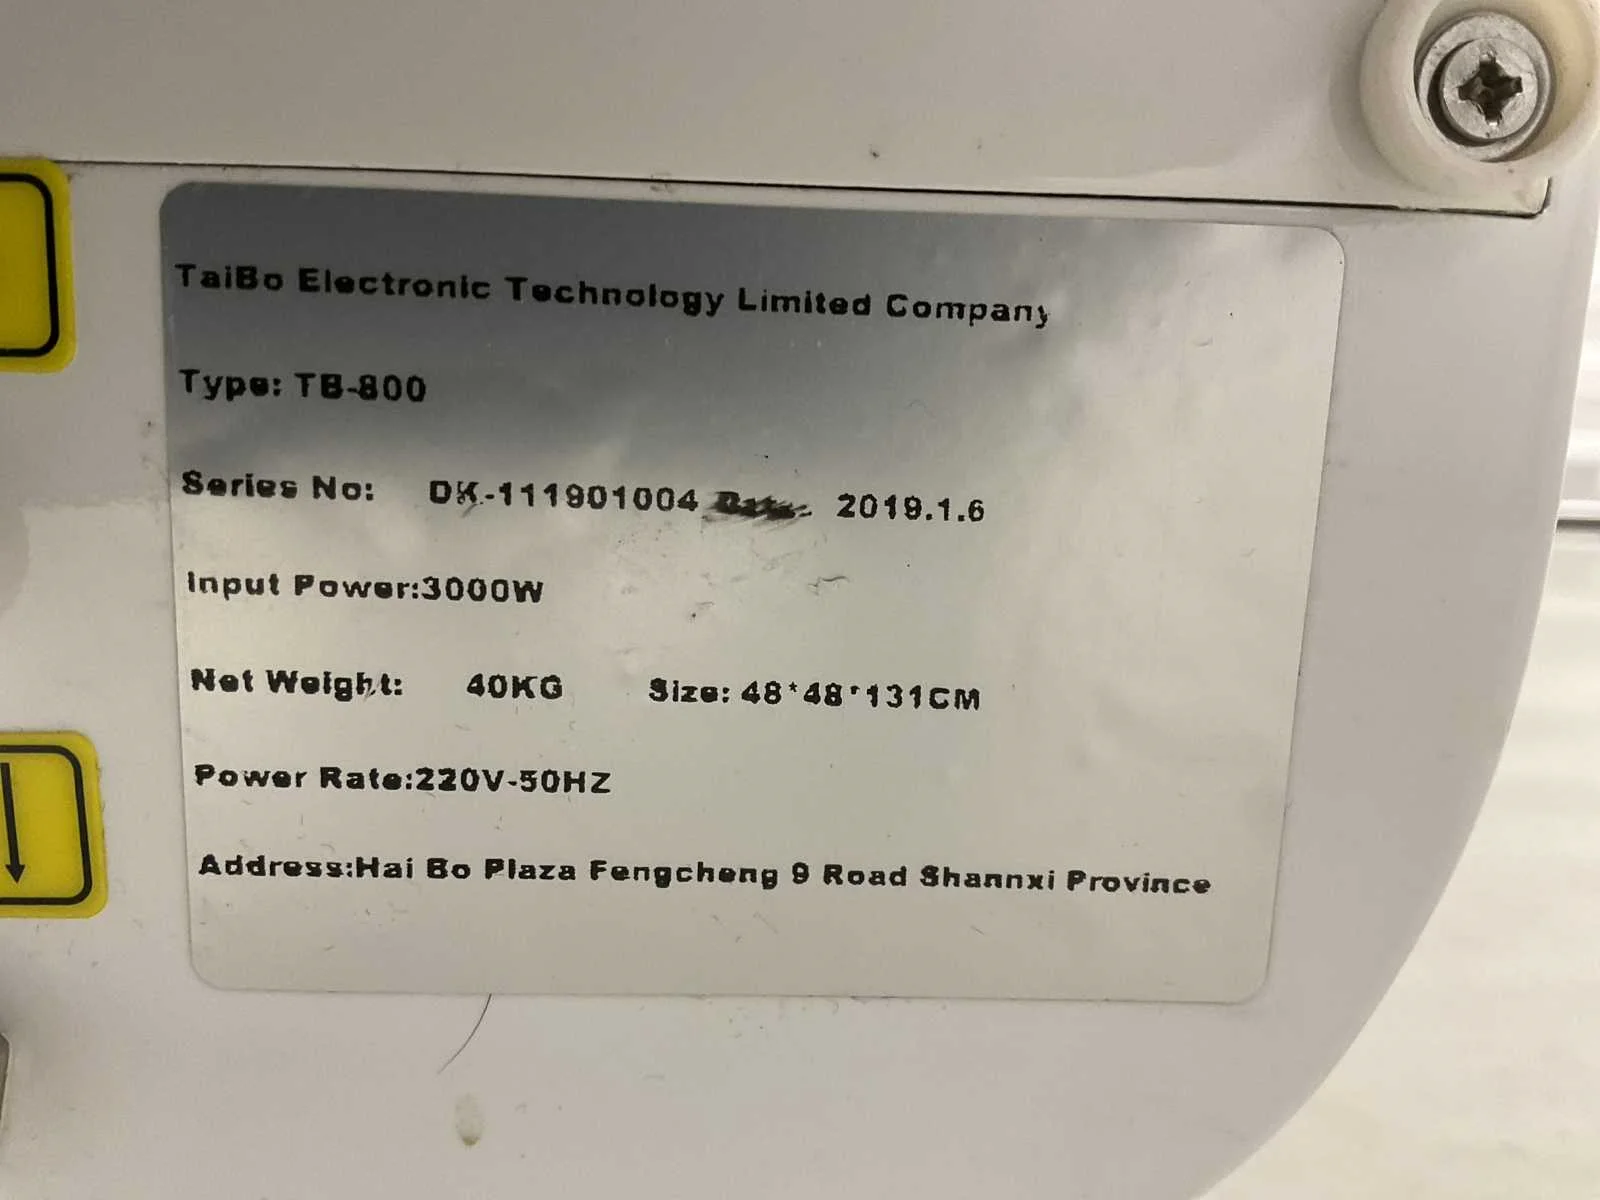 TaiBo Electronic Technology Limited Company
Type: TB-800
Series No: DK-111901004 Date: 2019.1.6
Input Power:3000W
Net Weight: 40KG Size: 48*48*131CM
Power Rate:220V-50HZ
Address:Hai Bo Plaza Fengcheng 9 Road Shannxi Province